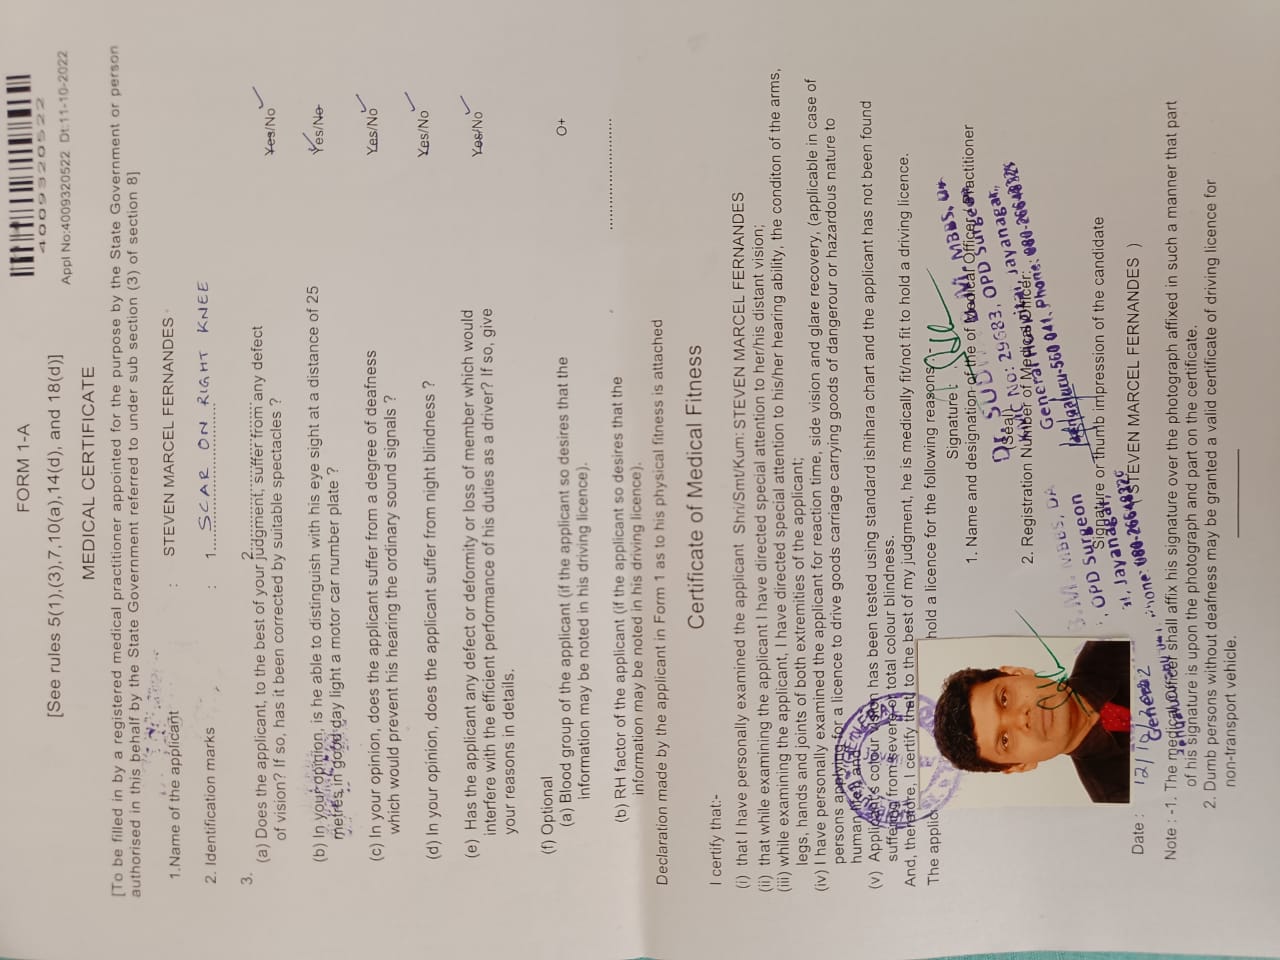 FORM 1-A
[See rules 5(1),(3),7,10(a),14(d), and 18(d)]
4009320522
Appl No:4009320522 Dt:11-10-2022
MEDICAL CERTIFICATE
[To be filled in by a registered medical practitioner appointed for the purpose by the State Government or person
authorised in this behalf by the State Government referred to under sub section (3) of section 8]
1.Name of the applicant : STEVEN MARCEL FERNANDES
2. Identification marks : 1....SCAR ON RIGHT KNEE
2..............................
3.
(a) Does the applicant, to the best of your judgment, suffer from any defect
of vision? If so, has it been corrected by suitable spectacles ? Yes/No
(b) In your opinion, is he able to distinguish with his eye sight at a distance of 25
metres in good day light a motor car number plate ? Yes/No
(c) In your opinion, does the applicant suffer from a degree of deafness Yes/No
which would prevent his hearing the ordinary sound signals ?
(d) In your opinion, does the applicant suffer from night blindness ? Yes/No
(e) Has the applicant any defect or deformity or loss of member which would
interfere with the efficient performance of his duties as a driver? If so, give Yes/No
your reasons in details.
(f) Optional
(a) Blood group of the applicant (if the applicant so desires that the O+
information may be noted in his driving licence).
(b) RH factor of the applicant (if the applicant so desires that the ............................
information may be noted in his driving licence).
Declaration made by the applicant in Form 1 as to his physical fitness is attached
Certificate of Medical Fitness
I certify that:-
(i) that I have personally examined the applicant Shri/Smt/Kum: STEVEN MARCEL FERNANDES
(ii) that while examining the applicant I have directed special attention to her/his distant vision;
(iii) while examining the applicant, I have directed special attention to his/her hearing ability, the conditon of the arms,
legs, hands and joints of both extremities of the applicant;
(iv) I have personally examined the applicant for reaction time, side vision and glare recovery, (applicable in case of
persons applying for a licence to drive goods carriage carrying goods of dangerour or hazardous nature to
human and
(v) Applicant's colour vision has been tested using standard ishihara chart and the applicant has not been found
suffering from severe or total colour blindness.
And, therefore, I certify that, to the best of my judgment, he is medically fit/not fit to hold a driving licence.
The applic hold a licence for the following reasons :-
Signature :
1. Name and designation of the of Medical Officer / Practitioner
(Seal)
Dr. B.M. MBBS, DA
KMC No: 29683, OPD Surgeon
General Hospital, Jayanagar,
Bengaluru-560 041. Phone: 080-26648325
2. Registration Number of Medical Officer:
B.M. MBBS, DA
, OPD Surgeon
Jayanagar,
Signature or thumb impression of the candidate
Date : 12/10/2022 ( STEVEN MARCEL FERNANDES )
Note : -1. The medical Officer shall affix his signature over the photograph affixed in such a manner that part
of his signature is upon the photograph and part on the certificate.
2. Dumb persons without deafness may be granted a valid certificate of driving licence for
non-transport vehicle.